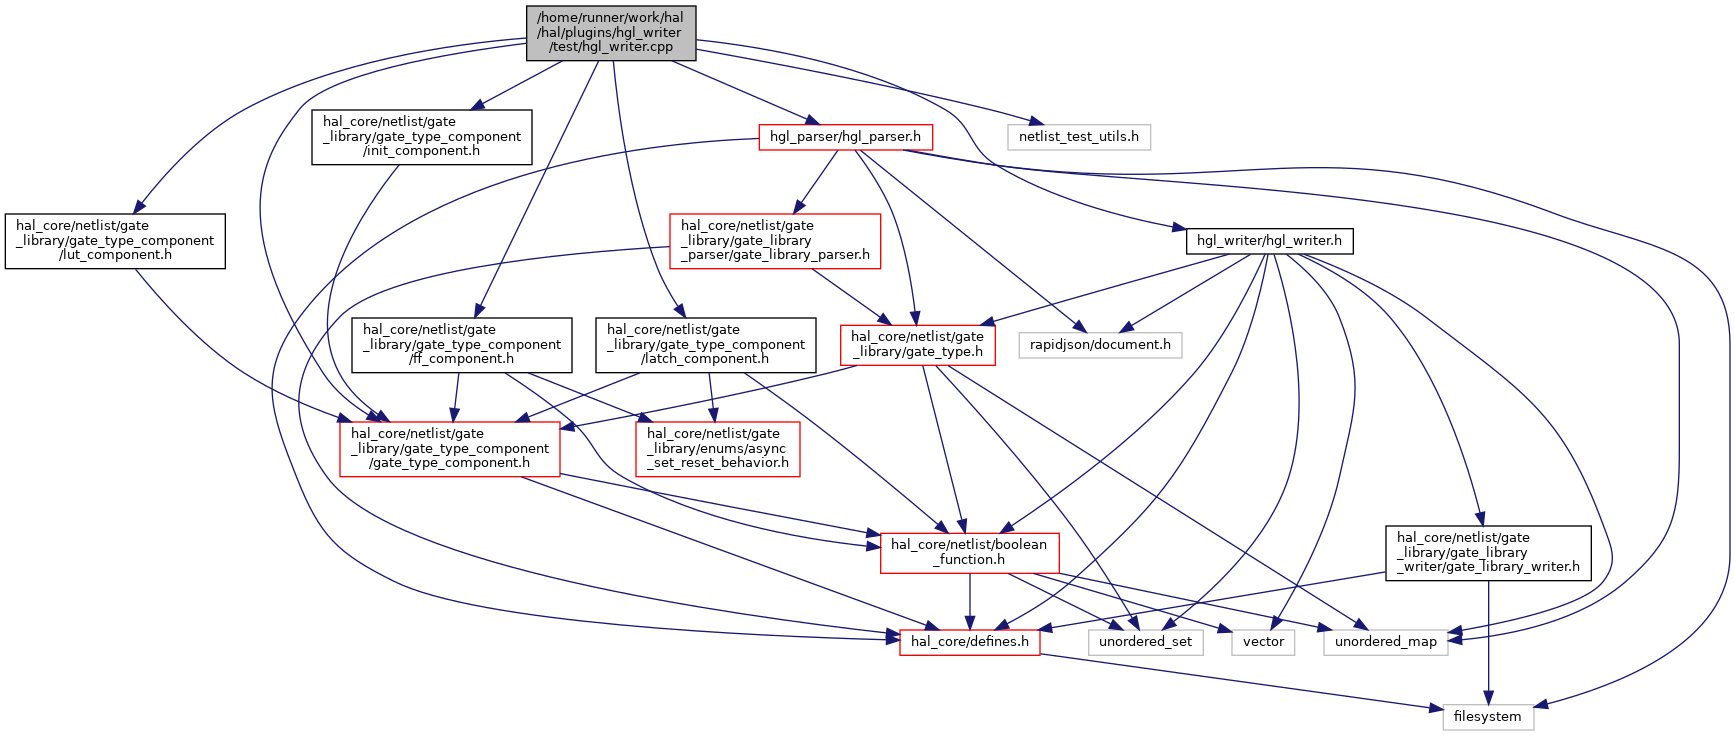 /home/runner/work/hal
/hal/plugins/hgl_writer
/test/hgl_writer.cpp
hal_core/netlist/gate
_library/gate_type_component
/init_component.h
hgl_parser/hgl_parser.h
netlist_test_utils.h
hal_core/netlist/gate
_library/gate_type_component
/lut_component.h
hal_core/netlist/gate
_library/gate_library
_parser/gate_library_parser.h
hgl_writer/hgl_writer.h
hal_core/netlist/gate
_library/gate_type_component
/ff_component.h
hal_core/netlist/gate
_library/gate_type_component
/latch_component.h
hal_core/netlist/gate
_library/gate_type.h
rapidjson/document.h
hal_core/netlist/gate
_library/gate_type_component
/gate_type_component.h
hal_core/netlist/gate
_library/enums/async
_set_reset_behavior.h
hal_core/netlist/boolean
_function.h
hal_core/netlist/gate
_library/gate_library
_writer/gate_library_writer.h
hal_core/defines.h
unordered_set
vector
unordered_map
filesystem